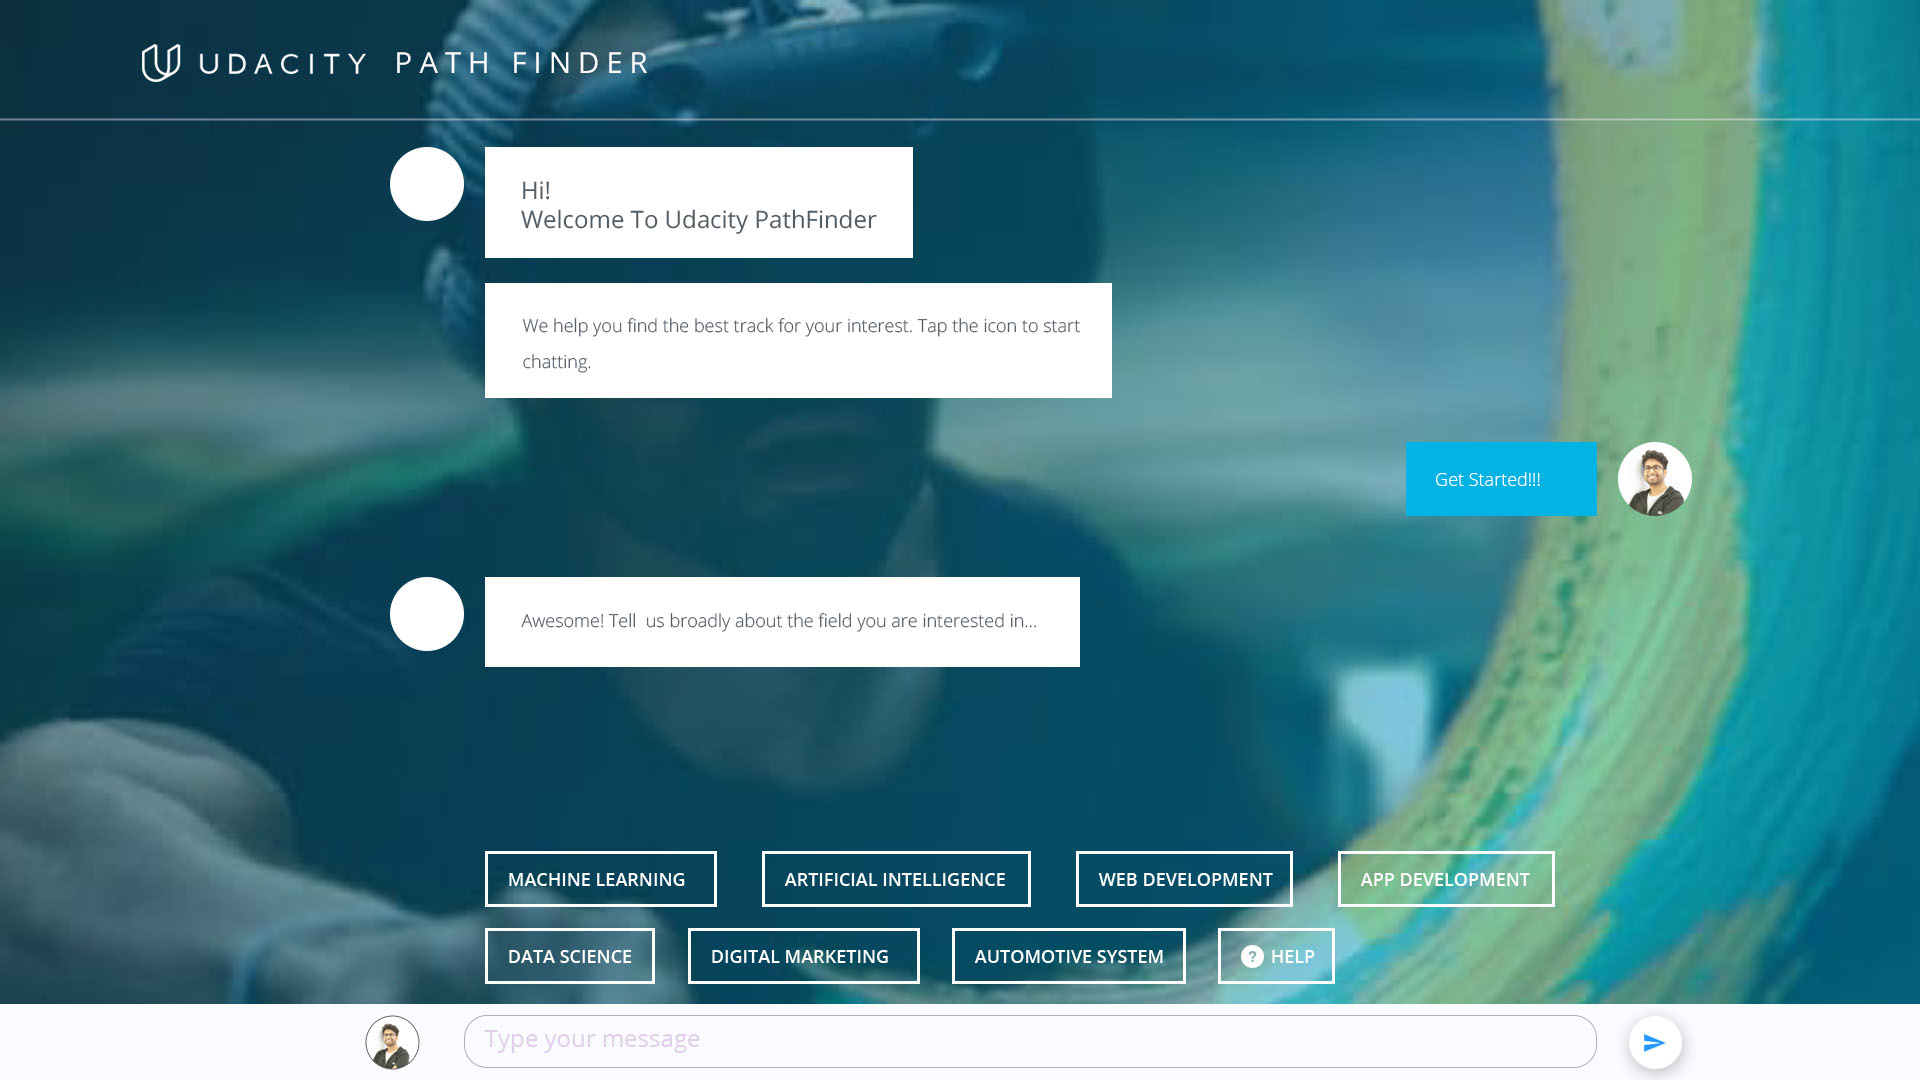 UDACITY PATH FINDER
Hi!
Welcome To Udacity PathFinder
We help you find the best track for your interest. Tap the icon to start
chatting.
Get Started!!!
Awesome! Tell  us broadly about the field you are interested in...
MACHINE LEARNING
ARTIFICIAL INTELLIGENCE
WEB DEVELOPMENT
APP DEVELOPMENT
DATA SCIENCE
DIGITAL MARKETING
AUTOMOTIVE SYSTEM
? HELP
Type your message